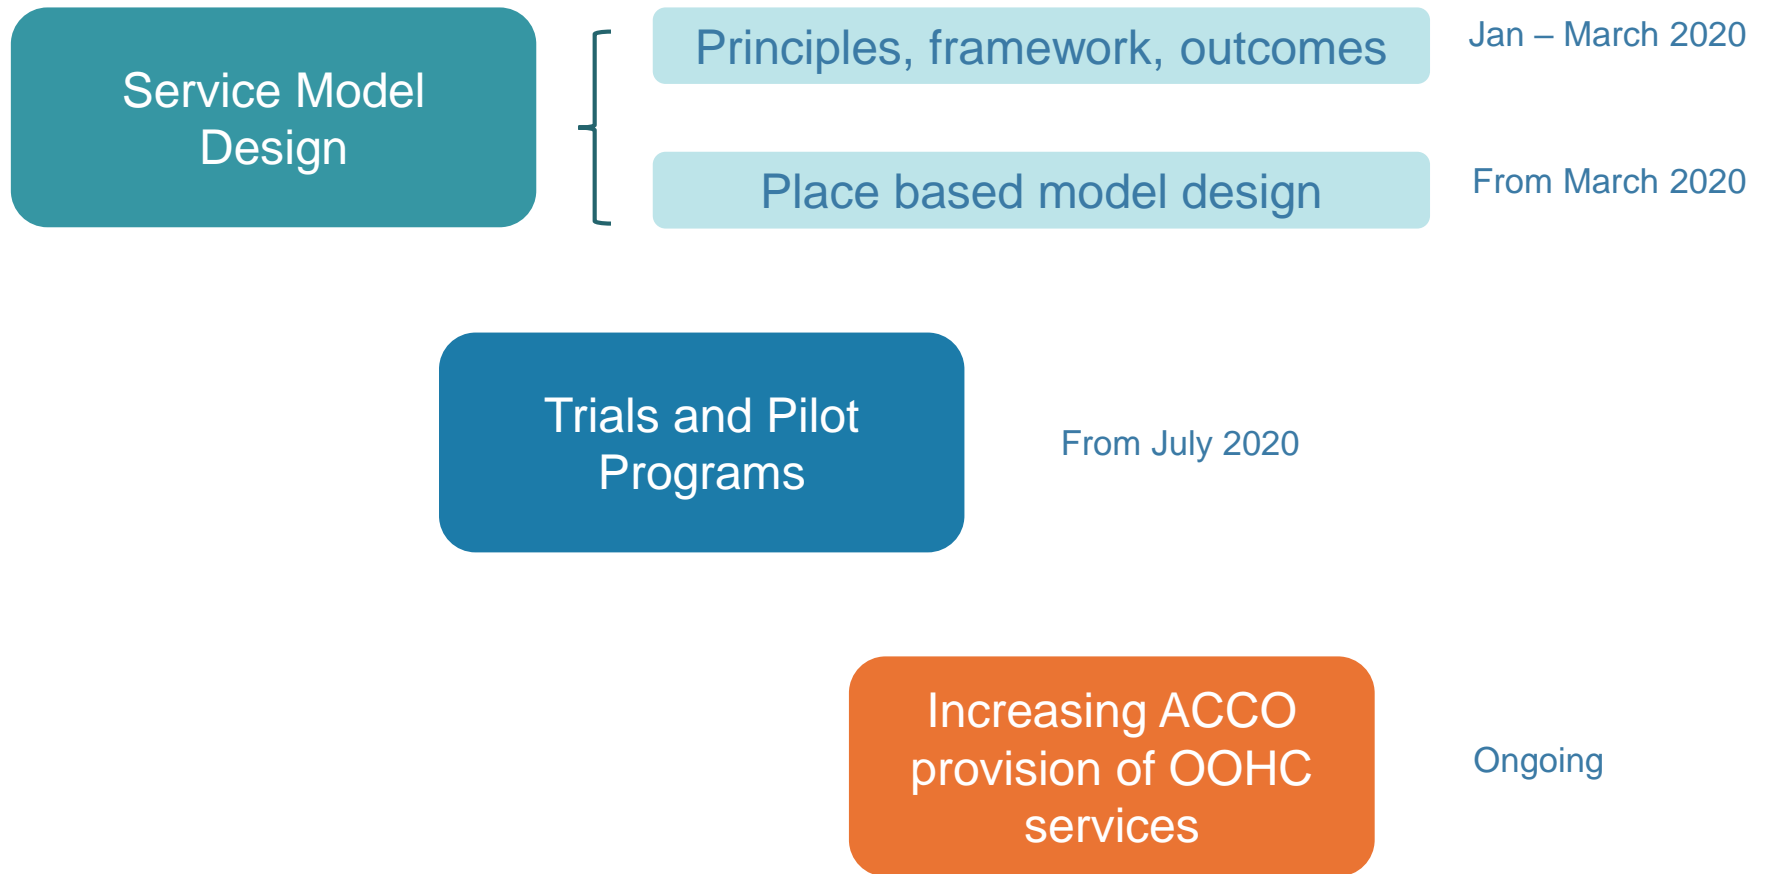 Service Model
Design
Principles, framework, outcomes
Jan – March 2020
Place based model design
From March 2020
Trials and Pilot
Programs
From July 2020
Increasing ACCO
provision of OOHC
services
Ongoing